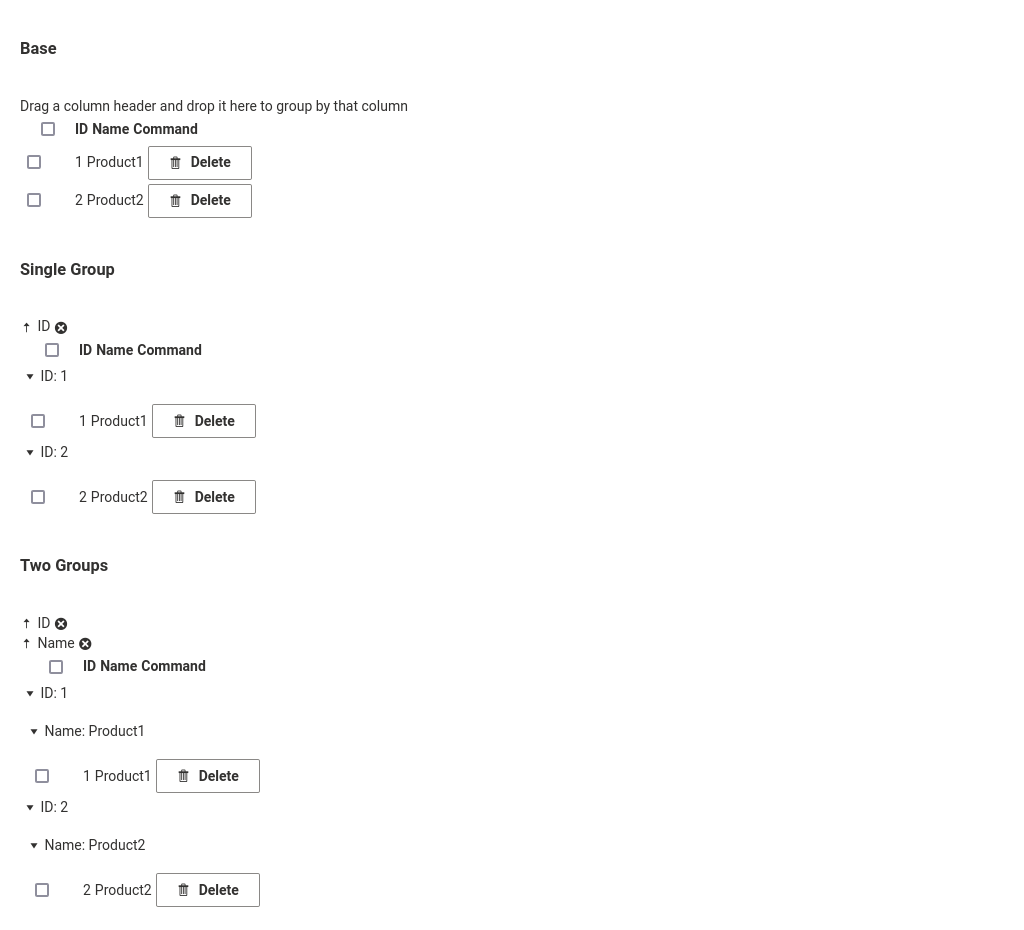 Base
Drag a column header and drop it here to group by that column
ID Name Command
1 Product1 Delete
2 Product2 Delete
Single Group
ID
ID Name Command
ID: 1
1 Product1 Delete
ID: 2
2 Product2 Delete
Two Groups
ID
Name
ID Name Command
ID: 1
Name: Product1
1 Product1 Delete
ID: 2
Name: Product2
2 Product2 Delete